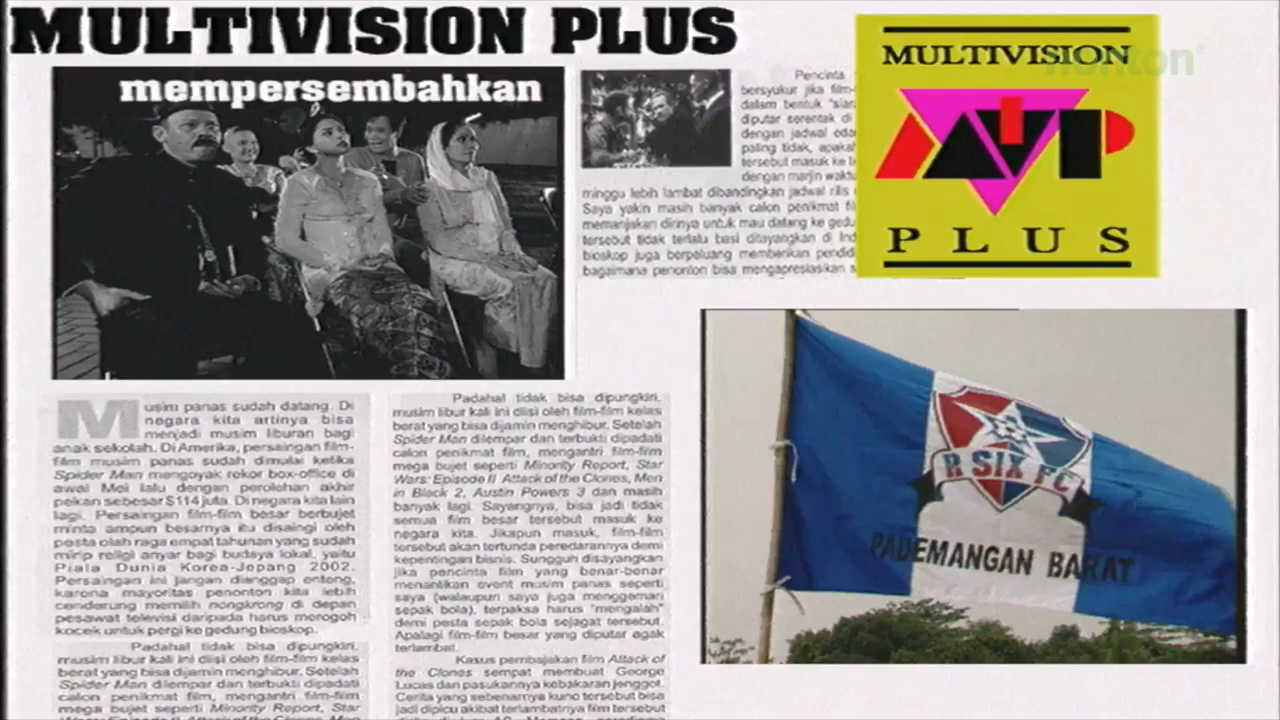 MULTIVISION PLUS
mempersembahkan
Pencinta
bersyukur jika film-
dalam bentuk "siar
diputar serentak di
dengan jadwal edar
paling tidak, apakah
tersebut masuk ke
dengan marjin waktu
minggu lebih lambat dibandingkan jadwal rilis
Saya yakin masih banyak calon penikmat
memanjakan dirinya untuk mau datang ke gedu
tersebut tidak terlalu basi ditayangkan di Ind
bioskop juga berpeluang memberikan pendid
bagaimana penonton bisa mengapresiasikan
MULTIVISION
nonton
MVP
PLUS
R SIX FC
PADEMANGAN BARAT
Musim panas sudah datang. Di
negara kita artinya bisa
menjadi musim liburan bagi
anak sekolah. Di Amerika, persaingan film-
film musim panas sudah dimulai ketika
Spider Man mengoyak rekor box-office di
awal Mei lalu dengan perolehan akhir
pekan sebesar $114 juta. Di negara kita lain
lagi. Persaingan film-film besar berbujet
minta ampun besarnya itu disaingi oleh
pesta olah raga empat tahunan yang sudah
mirip religi anyar bagi budaya lokal, yaitu
Piala Dunia Korea-Jepang 2002.
Persaingan ini jangan dianggap enteng,
karena mayoritas penonton kita lebih
cenderung memilih nongkrong di depan
pesawat televisi daripada harus merogoh
kocek untuk pergi ke gedung bioskop.
Padahal tidak bisa dipungkiri,
musim libur kali ini diisi oleh film-film kelas
berat yang bisa dijamin menghibur. Setelah
Spider Man dilempar dan terbukti dipadati
calon penikmat film, mengantri film-film
mega bujet seperti Minority Report, Star
Padahal tidak bisa dipungkiri,
musim libur kali ini diisi oleh film-film kelas
berat yang bisa dijamin menghibur. Setelah
Spider Man dilempar dan terbukti dipadati
calon penikmat film, mengantri film-film
mega bujet seperti Minority Report, Star
Wars: Episode II Attack of the Clones, Men
in Black 2, Austin Powers 3 dan masih
banyak lagi. Sayangnya, bisa jadi tidak
semua film besar tersebut masuk ke
negara kita. Jikapun masuk, film-film
tersebut akan tertunda peredarannya demi
kepentingan bisnis. Sungguh disayangkan
jika pencinta film yang benar-benar
menantikan event musim panas seperti
saya (walaupun saya juga menggemari
sepak bola), terpaksa harus "mengalah"
demi pesta sepak bola sejagat tersebut.
Apalagi film-film besar yang diputar agak
terlambat.
Kasus pembajakan film Attack of
the Clones sempat membuat George
Lucas dan pasukannya kebakaran jenggot.
Cerita yang sebenarnya kuno tersebut bisa
jadi dipicu akibat terlambatnya film tersebut